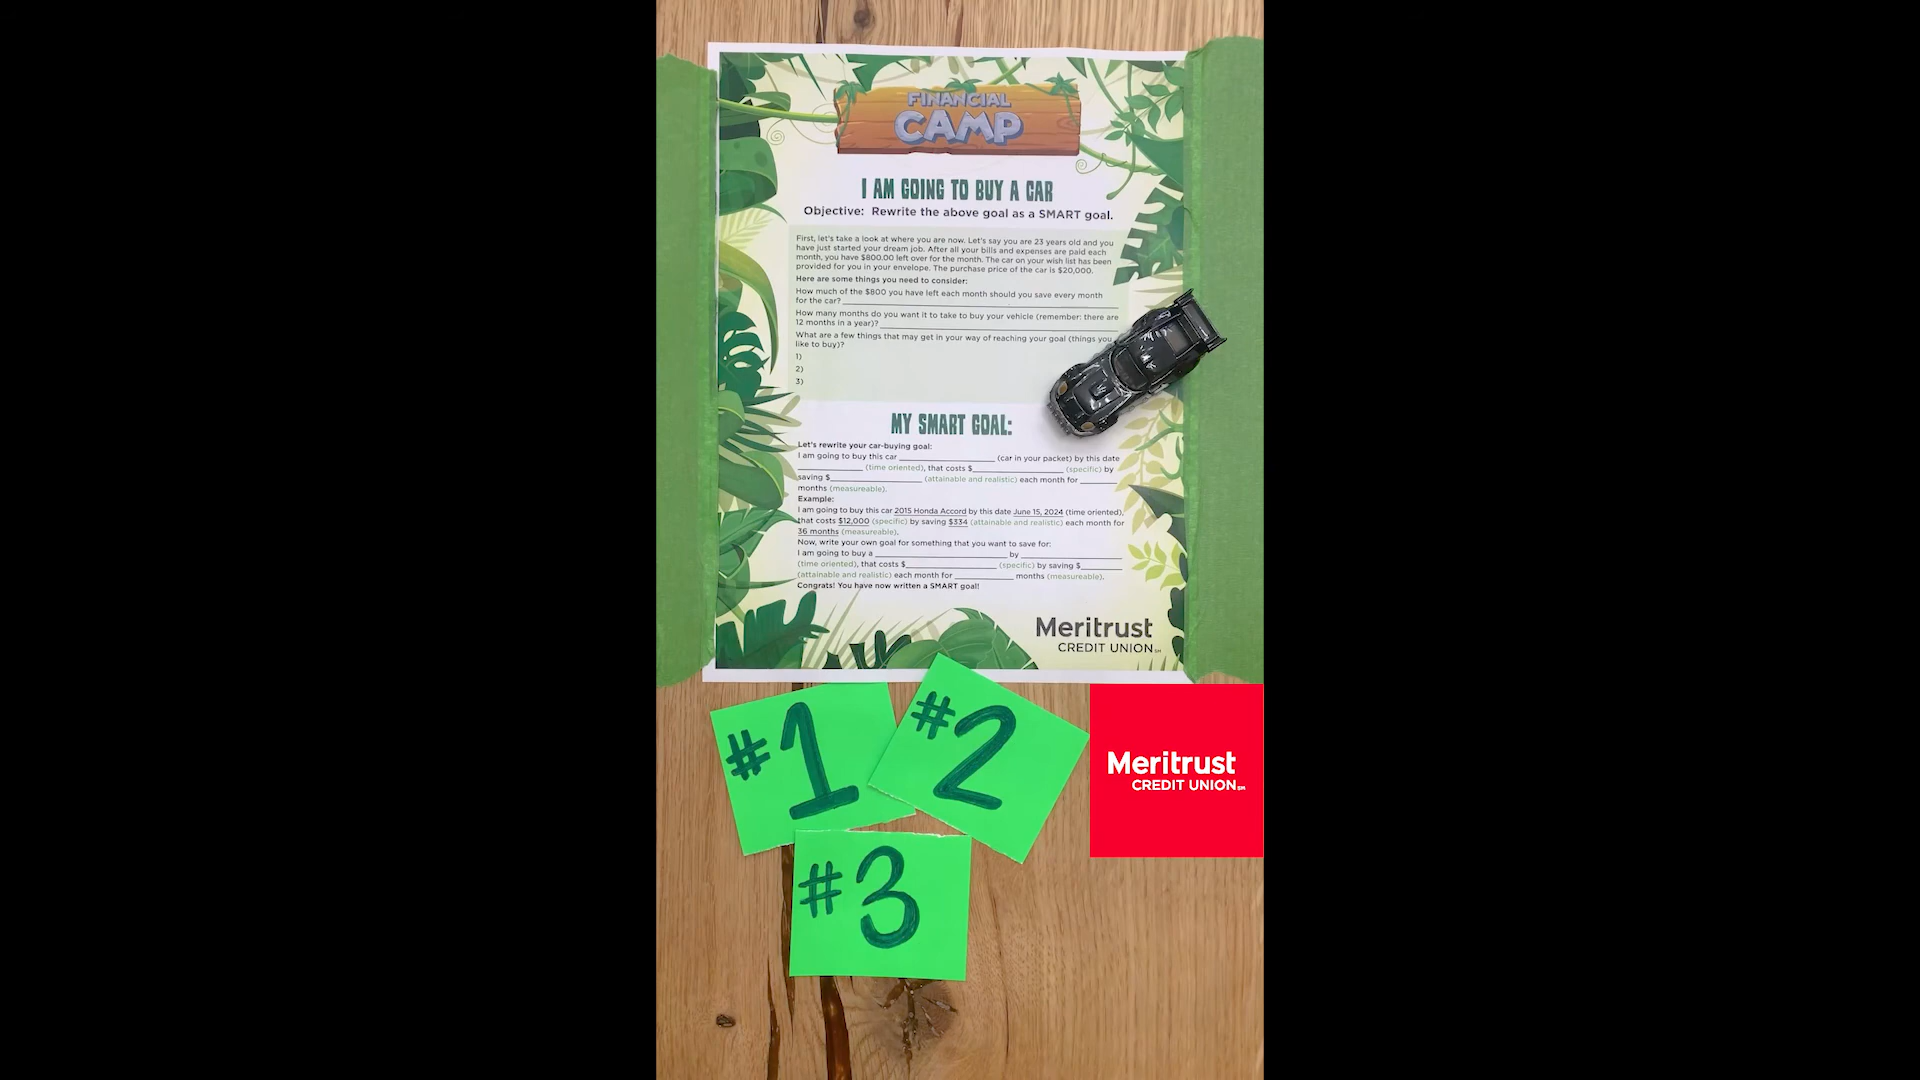 FINANCIAL
CAMP
I AM GOING TO BUY A CAR
Objective: Rewrite the above goal as a SMART goal.
First, let's take a look at where you are now. Let's say you are 23 years old and you
have just started your dream job. After all your bills and expenses are paid each
month, you have $800.00 left over for the month. The car on your wish list has been
provided for you in your envelope. The purchase price of the car is $20,000.
Here are some things you need to consider:
How much of the $800 you have left each month should you save every month
for the car?
How many months do you want it to take to buy your vehicle (remember: there are
12 months in a year)?
What are a few things that may get in your way of reaching your goal (things you
like to buy)?
1)
2)
3)
MY SMART GOAL:
Let's rewrite your car-buying goal:
I am going to buy this car ____ (car in your packet) by this date
____ (time oriented), that costs $____ (specific) by
saving $____ (attainable and realistic) each month for ____
months (measureable).
Example:
I am going to buy this car 2015 Honda Accord by this date June 15, 2024 (time oriented),
that costs $12,000 (specific) by saving $334 (attainable and realistic) each month for
36 months (measureable).
Now, write your own goal for something that you want to save for:
I am going to buy a ____ by ____
(time oriented), that costs $____ (specific) by saving $____
(attainable and realistic) each month for ____ months (measureable).
Congrats! You have now written a SMART goal!
Meritrust
CREDIT UNION SM
#1
#2
#3
Meritrust
CREDIT UNION SM